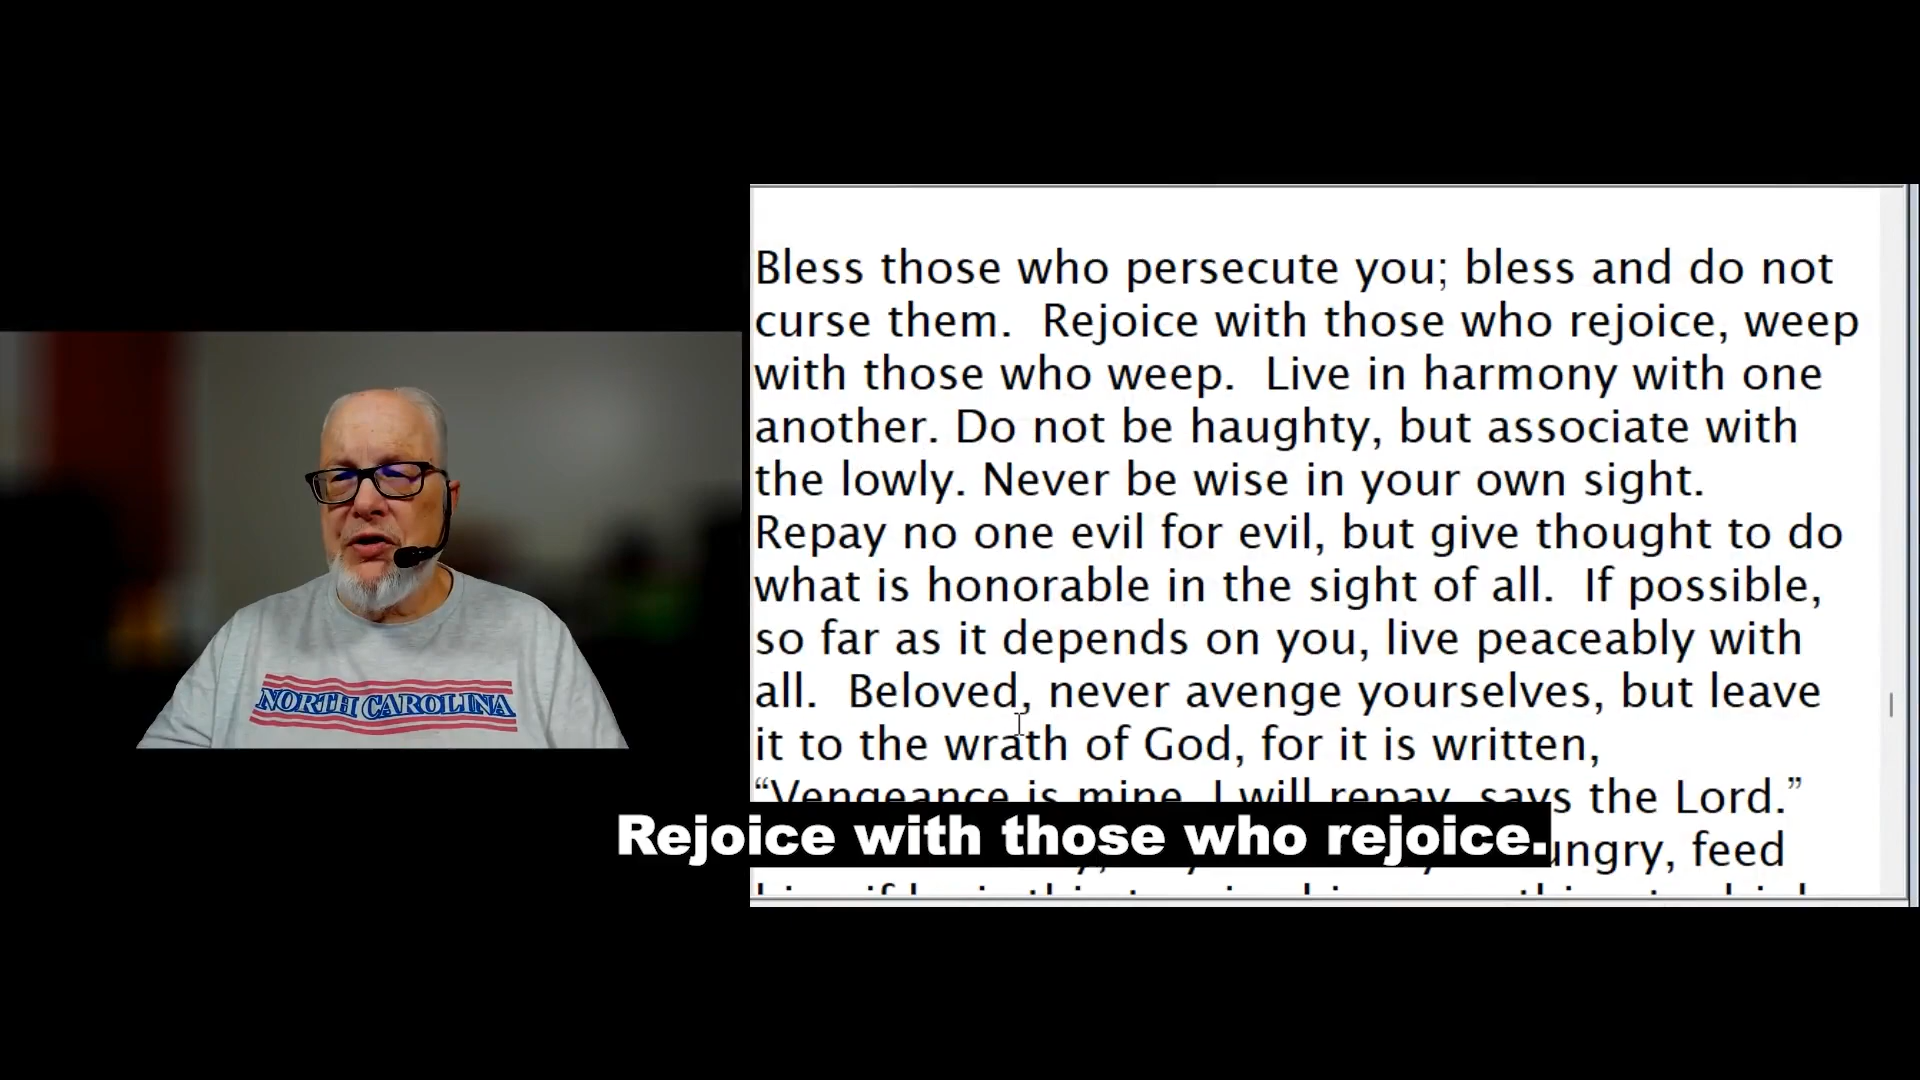 Bless those who persecute you; bless and do not
curse them.  Rejoice with those who rejoice, weep
with those who weep.  Live in harmony with one
another. Do not be haughty, but associate with
the lowly. Never be wise in your own sight.
Repay no one evil for evil, but give thought to do
what is honorable in the sight of all.  If possible,
so far as it depends on you, live peaceably with
all.  Beloved, never avenge yourselves, but leave
it to the wrath of God, for it is written,
“Vengeance is mine, I will repay, says the Lord.”
ungry, feed
NORTH CAROLINA
Rejoice with those who rejoice.